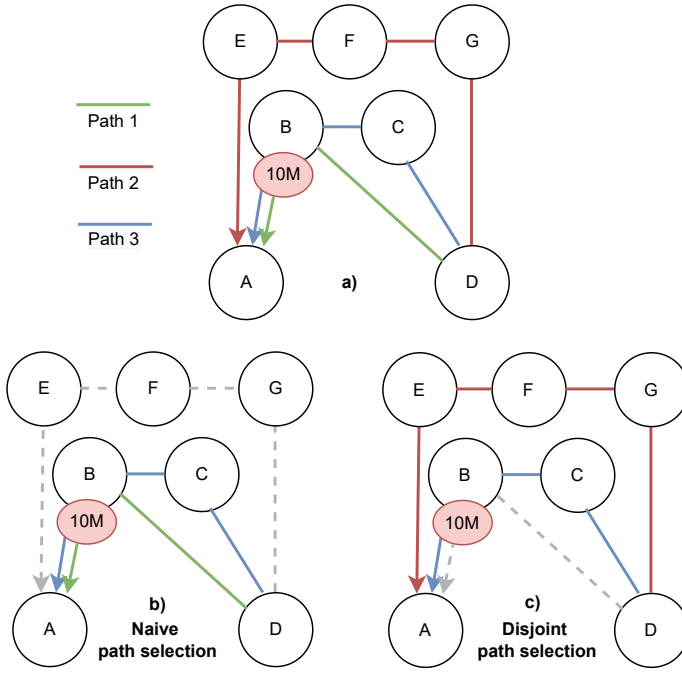 E
F
G
Path 1
B
C
10M
Path 2
Path 3
A
a)
D
E
F
G
B
C
10M
A
b)
Naive
path selection
D
E
F
G
B
C
10M
A
c)
Disjoint
path selection
D